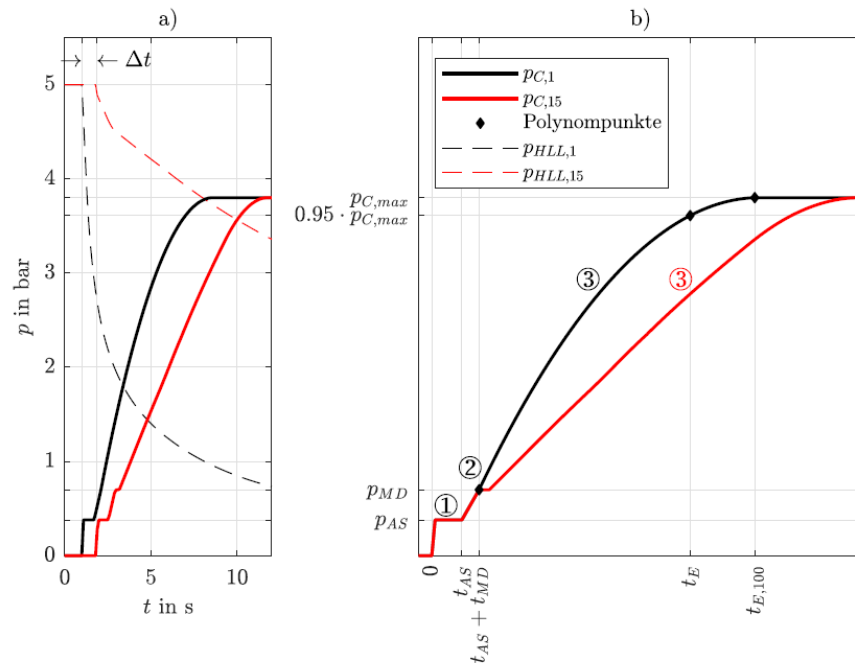 a)
b)
Δt
5
4
3
2
1
0
p in bar
0
5
10
t in s
p_{C,1}
p_{C,15}
Polynompunkte
p_{HLL,1}
p_{HLL,15}
p_{C,max}
0.95 · p_{C,max}
p_{MD}
p_{AS}
①
②
③
③
0
t_{AS}
t_{AS} + t_{MD}
t_E
t_{E,100}